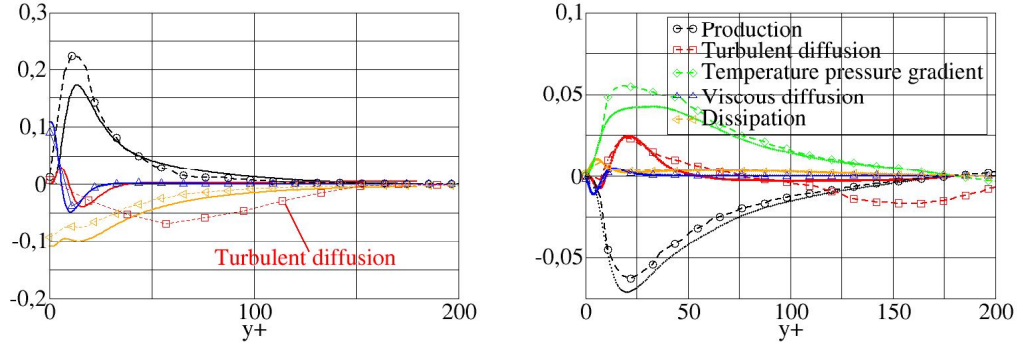 0,3
0,2
0,1
0
-0,1
-0,2
Turbulent diffusion
0
100
200
y+
0,1
0,05
0
-0,05
Production
Turbulent diffusion
Temperature pressure gradient
Viscous diffusion
Dissipation
0
50
100
150
200
y+